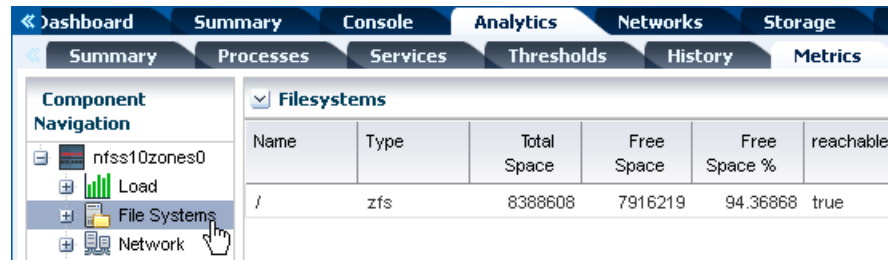 Dashboard Summary Console Analytics Networks Storage
Summary Processes Services Thresholds History Metrics
Component Navigation
nfss10zones0
Load
File Systems
Network
Filesystems
Name Type Total Space Free Space Free Space % reachable
/ zfs 8388608 7916219 94.36868 true